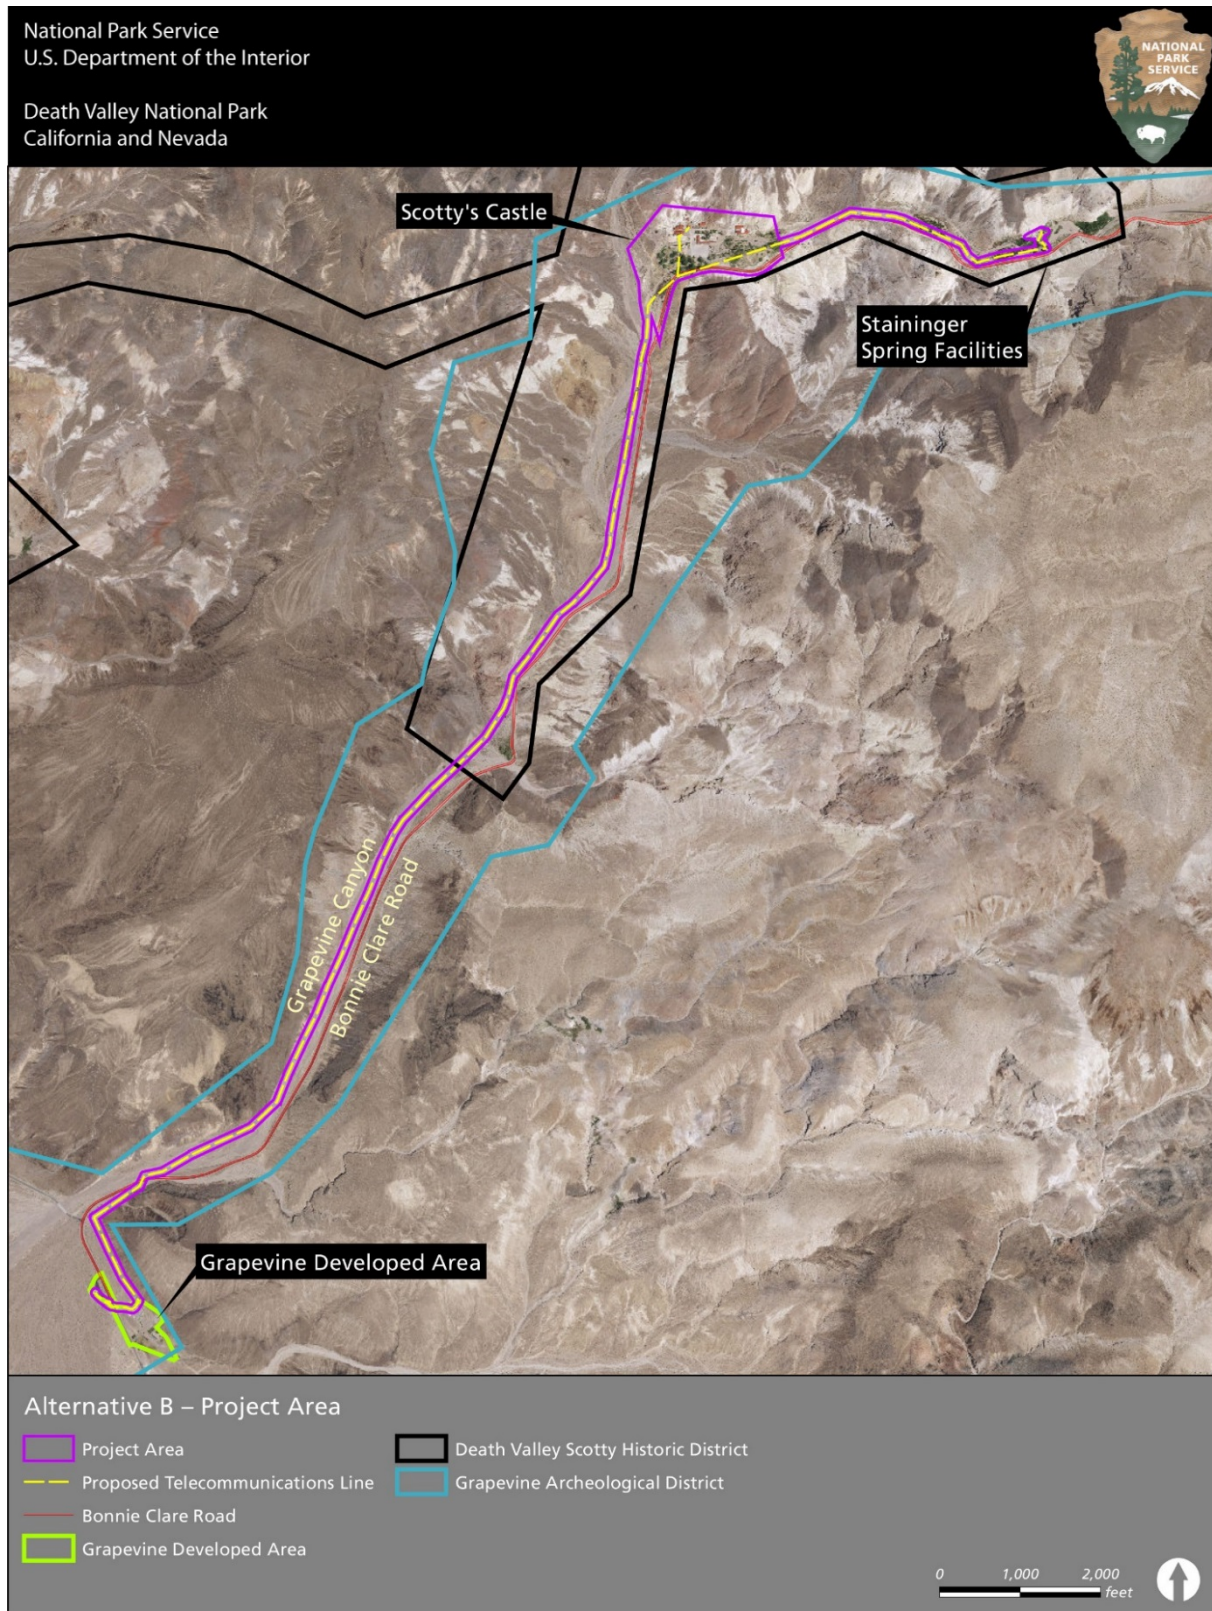 National Park Service
U.S. Department of the Interior
Death Valley National Park
California and Nevada
NATIONAL
PARK
SERVICE
Scotty's Castle
Staininger
Spring Facilities
Grapevine Canyon
Bonnie Clare Road
Grapevine Developed Area
Alternative B – Project Area
Project Area
Proposed Telecommunications Line
Bonnie Clare Road
Grapevine Developed Area
Death Valley Scotty Historic District
Grapevine Archeological District
0 1,000 2,000
feet